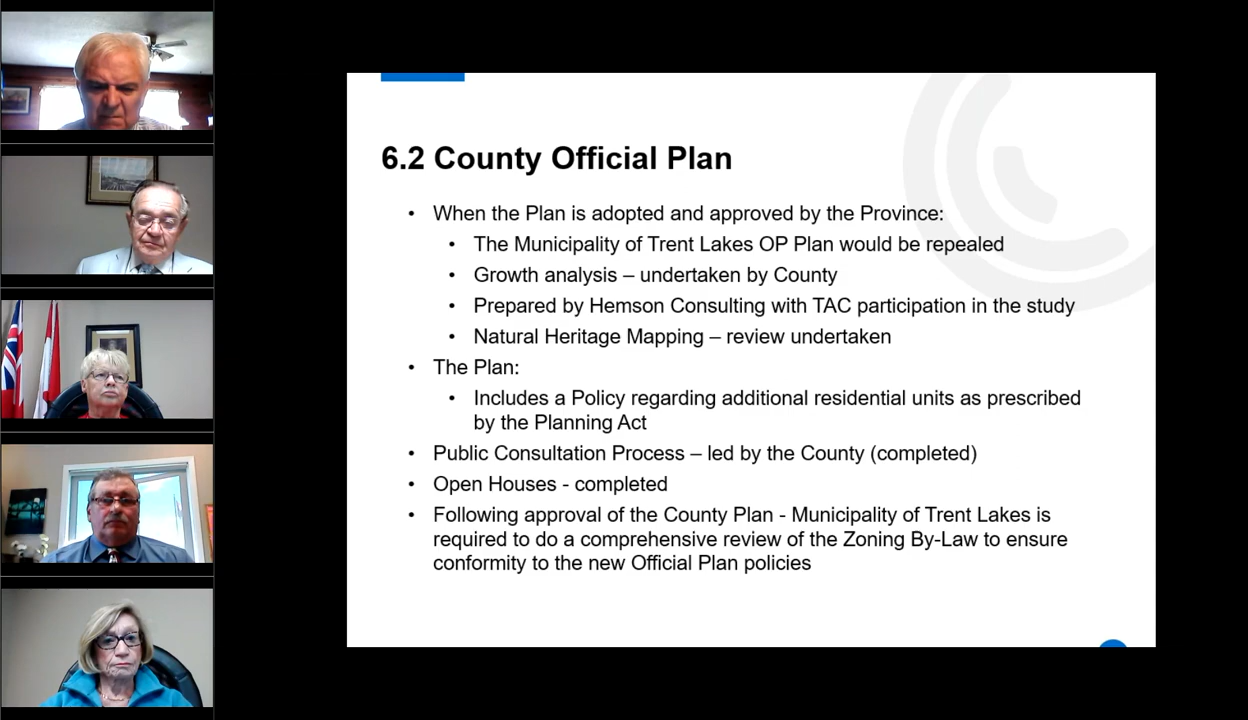 6.2 County Official Plan
• When the Plan is adopted and approved by the Province:
• The Municipality of Trent Lakes OP Plan would be repealed
• Growth analysis – undertaken by County
• Prepared by Hemson Consulting with TAC participation in the study
• Natural Heritage Mapping – review undertaken
• The Plan:
• Includes a Policy regarding additional residential units as prescribed
by the Planning Act
• Public Consultation Process – led by the County (completed)
• Open Houses - completed
• Following approval of the County Plan - Municipality of Trent Lakes is
required to do a comprehensive review of the Zoning By-Law to ensure
conformity to the new Official Plan policies